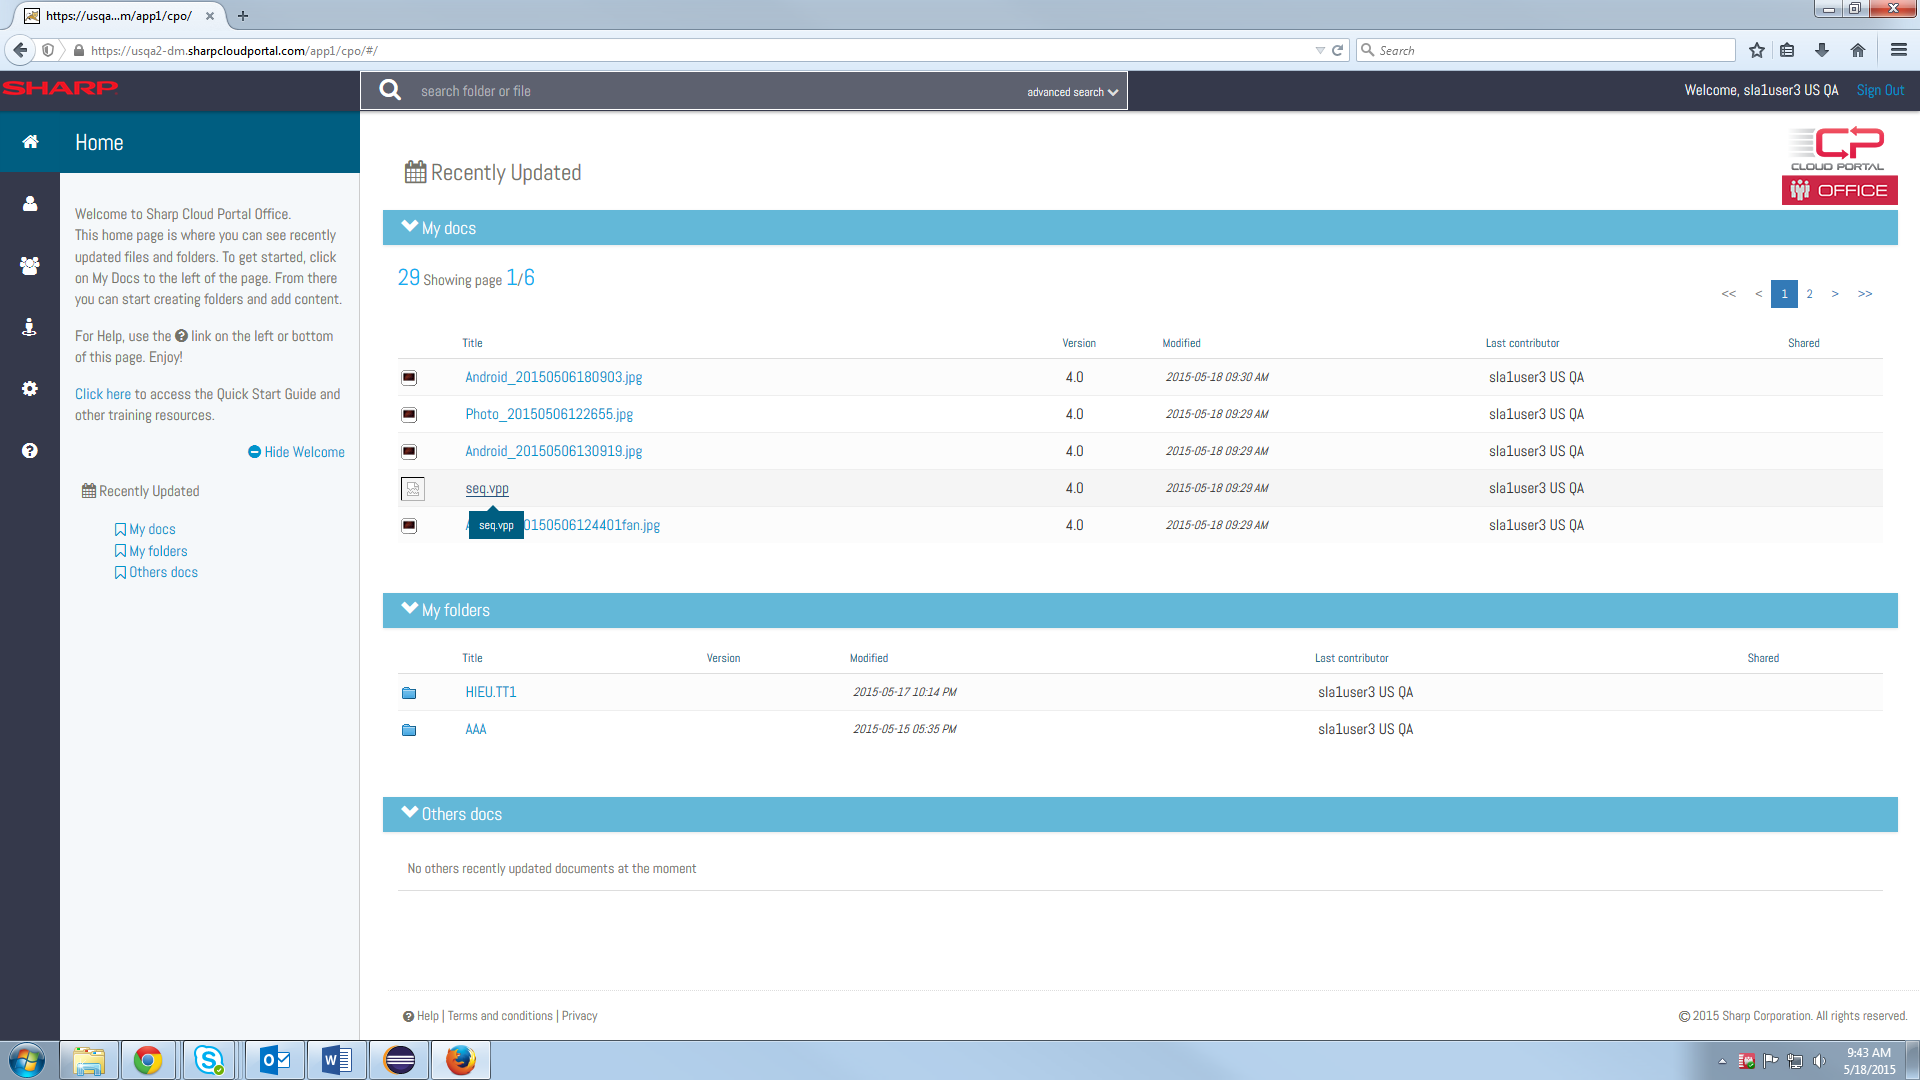 https://usqa...m/app1/cpo/
https://usqa2-dm.sharpcloudportal.com/app1/cpo/#/
Search
SHARP
search folder or file
advanced search
Welcome, sla1user3 US QA
Sign Out
Home
Welcome to Sharp Cloud Portal Office.
This home page is where you can see recently
updated files and folders. To get started, click
on My Docs to the left of the page. From there
you can start creating folders and add content.
For Help, use the ? link on the left or bottom
of this page. Enjoy!
Click here to access the Quick Start Guide and
other training resources.
Hide Welcome
Recently Updated
My docs
My folders
Others docs
Recently Updated
CP
CLOUD PORTAL
OFFICE
My docs
29 Showing page 1/6
<< < 1 2 > >>
Title Version Modified Last contributor Shared
Android_20150506180903.jpg 4.0 2015-05-18 09:30 AM sla1user3 US QA
Photo_20150506122655.jpg 4.0 2015-05-18 09:29 AM sla1user3 US QA
Android_20150506130919.jpg 4.0 2015-05-18 09:29 AM sla1user3 US QA
seq.vpp 4.0 2015-05-18 09:29 AM sla1user3 US QA
seq.vpp
0150506124401fan.jpg 4.0 2015-05-18 09:29 AM sla1user3 US QA
My folders
Title Version Modified Last contributor Shared
HIEU.TT1 2015-05-17 10:14 PM sla1user3 US QA
AAA 2015-05-15 05:35 PM sla1user3 US QA
Others docs
No others recently updated documents at the moment
Help | Terms and conditions | Privacy
© 2015 Sharp Corporation. All rights reserved.
9:43 AM
5/18/2015